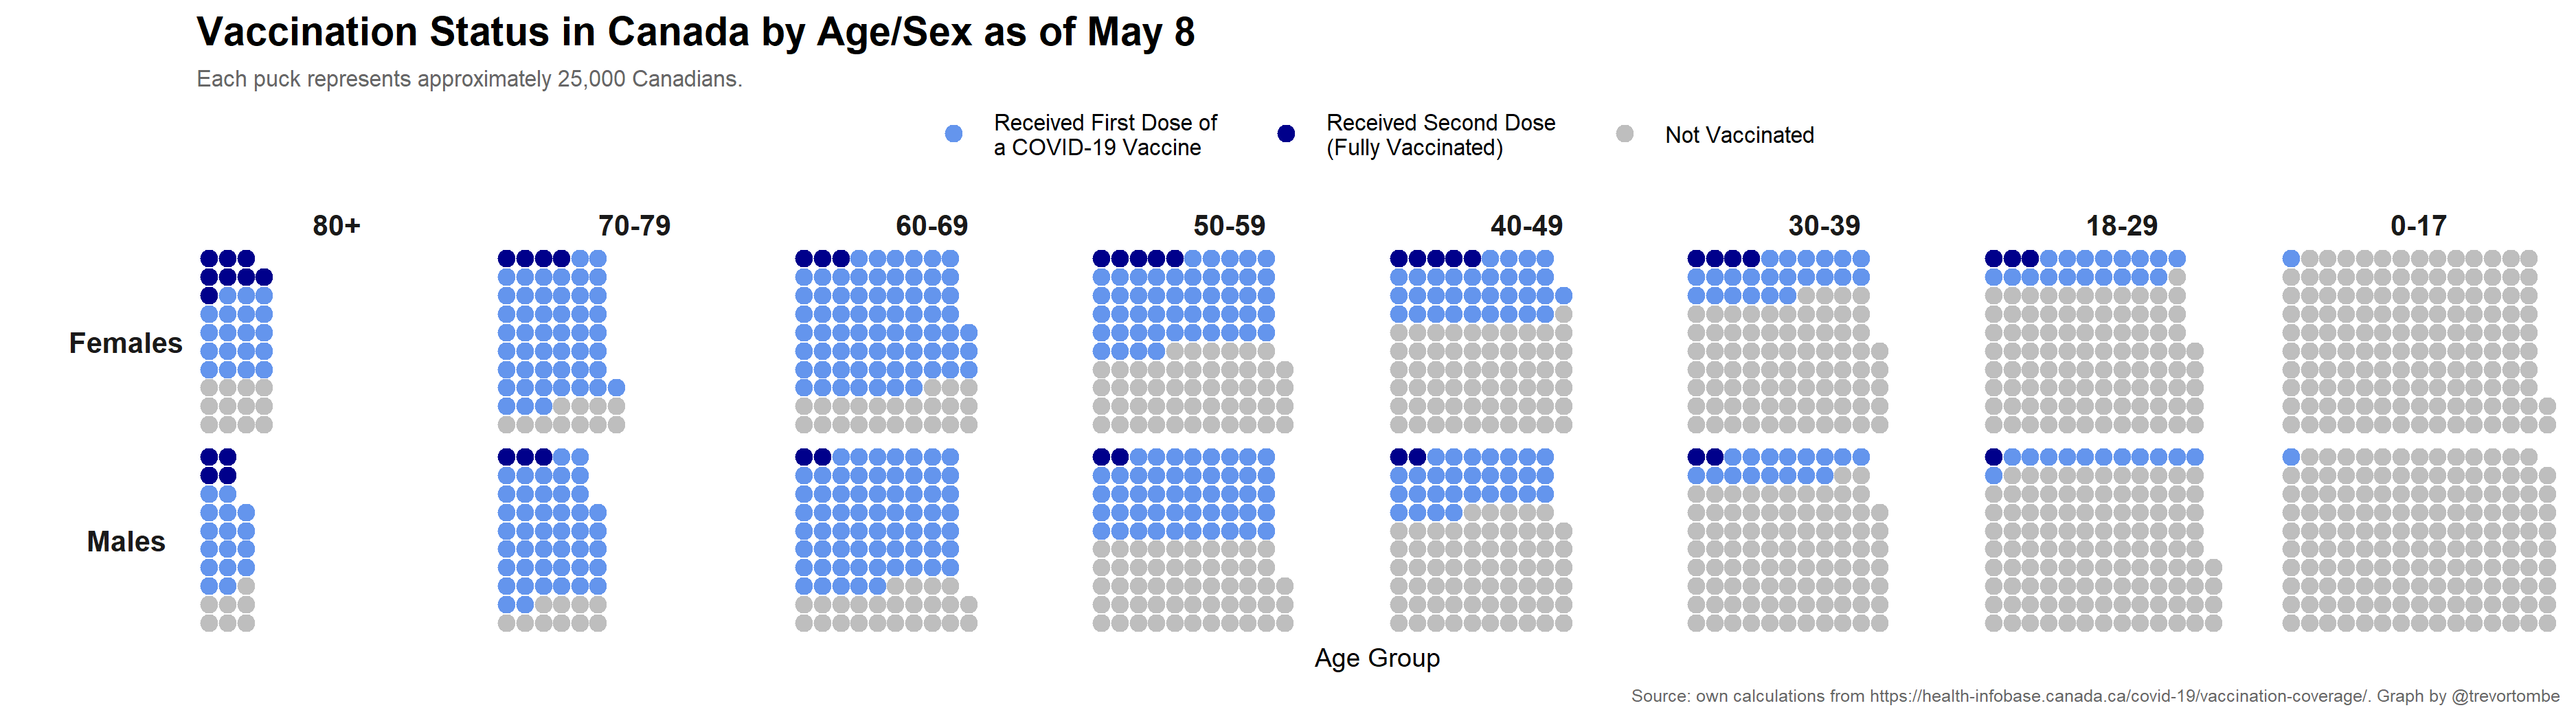 Vaccination Status in Canada by Age/Sex as of May 8
Each puck represents approximately 25,000 Canadians.
Received First Dose of
a COVID-19 Vaccine
Received Second Dose
(Fully Vaccinated)
Not Vaccinated
80+ 70-79 60-69 50-59 40-49 30-39 18-29 0-17
Females
Males
Age Group
Source: own calculations from https://health-infobase.canada.ca/covid-19/vaccination-coverage/. Graph by @trevortombe